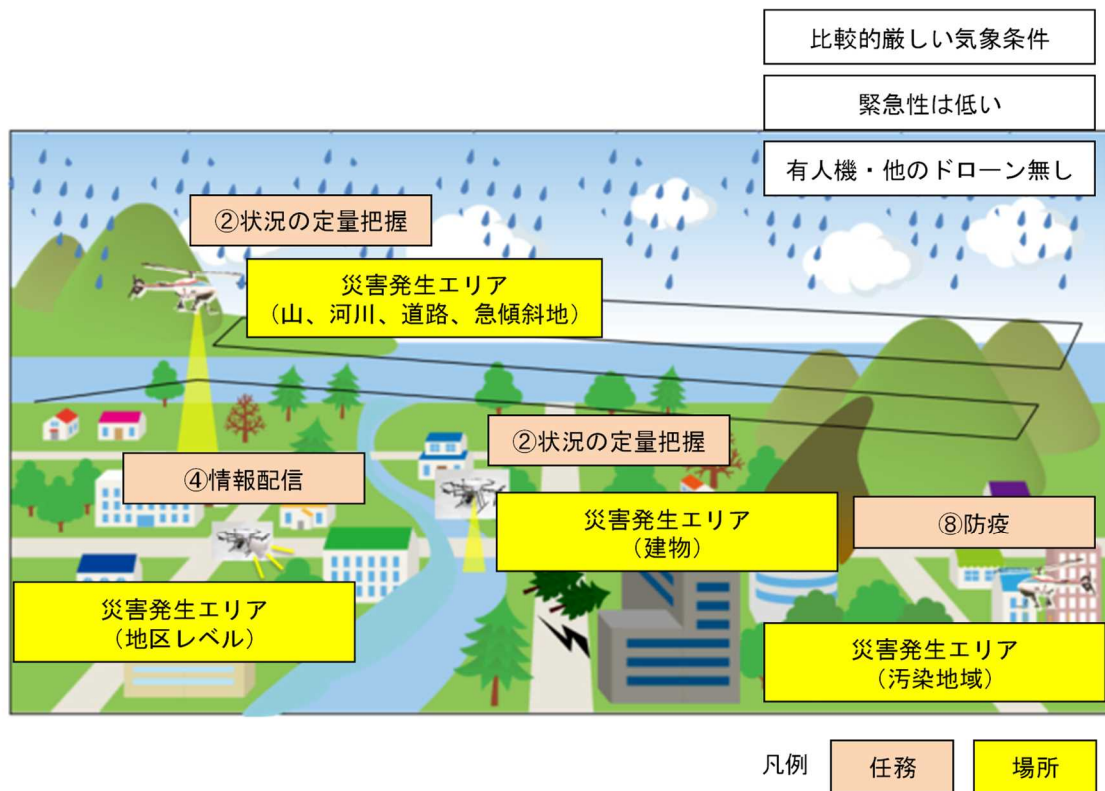 比較的厳しい気象条件
緊急性は低い
有人機・他のドローン無し
②状況の定量把握
災害発生エリア
（山、河川、道路、急傾斜地）
②状況の定量把握
④情報配信
災害発生エリア
（建物）
⑧防疫
災害発生エリア
（地区レベル）
災害発生エリア
（汚染地域）
凡例
任務
場所